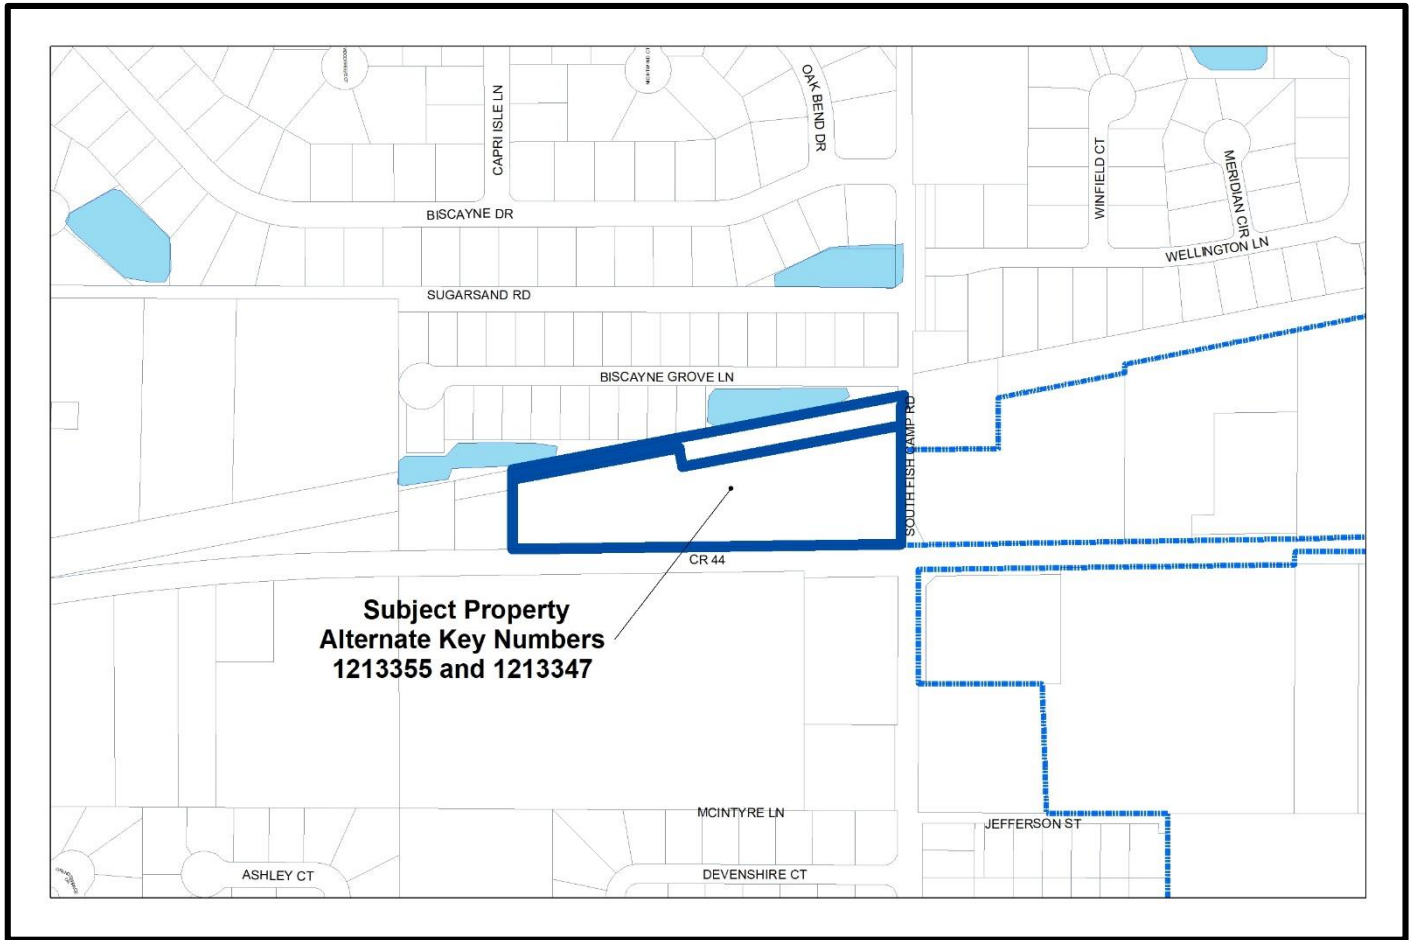 CAPRI ISLE LN
OAK BEND DR
WINFIELD CT
MERIDIAN CIR
BISCAYNE DR
WELLINGTON LN
SUGARSAND RD
BISCAYNE GROVE LN
SOUTH FISH CAMP RD
CR 44
Subject Property
Alternate Key Numbers
1213355 and 1213347
MCINTYRE LN
JEFFERSON ST
ASHLEY CT
DEVENSHIRE CT